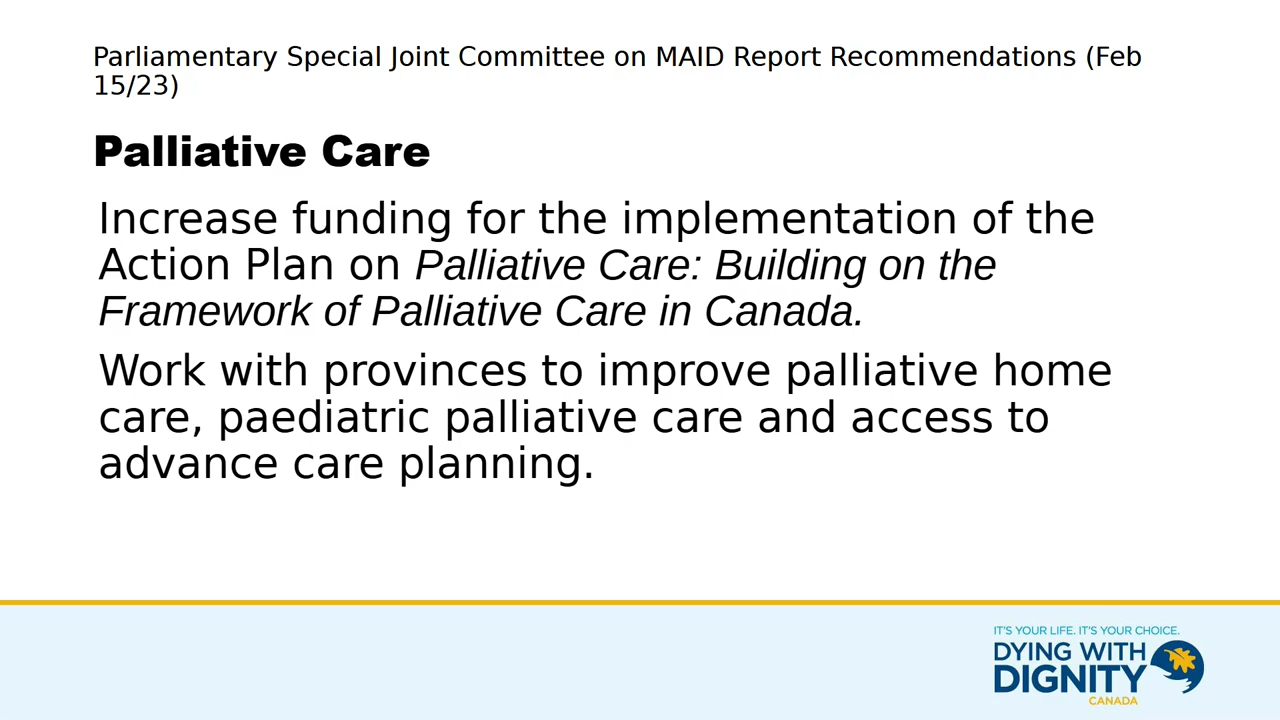 Parliamentary Special Joint Committee on MAID Report Recommendations (Feb
15/23)
Palliative Care
Increase funding for the implementation of the
Action Plan on Palliative Care: Building on the
Framework of Palliative Care in Canada.
Work with provinces to improve palliative home
care, paediatric palliative care and access to
advance care planning.
IT'S YOUR LIFE. IT'S YOUR CHOICE.
DYING WITH
DIGNITY
CANADA